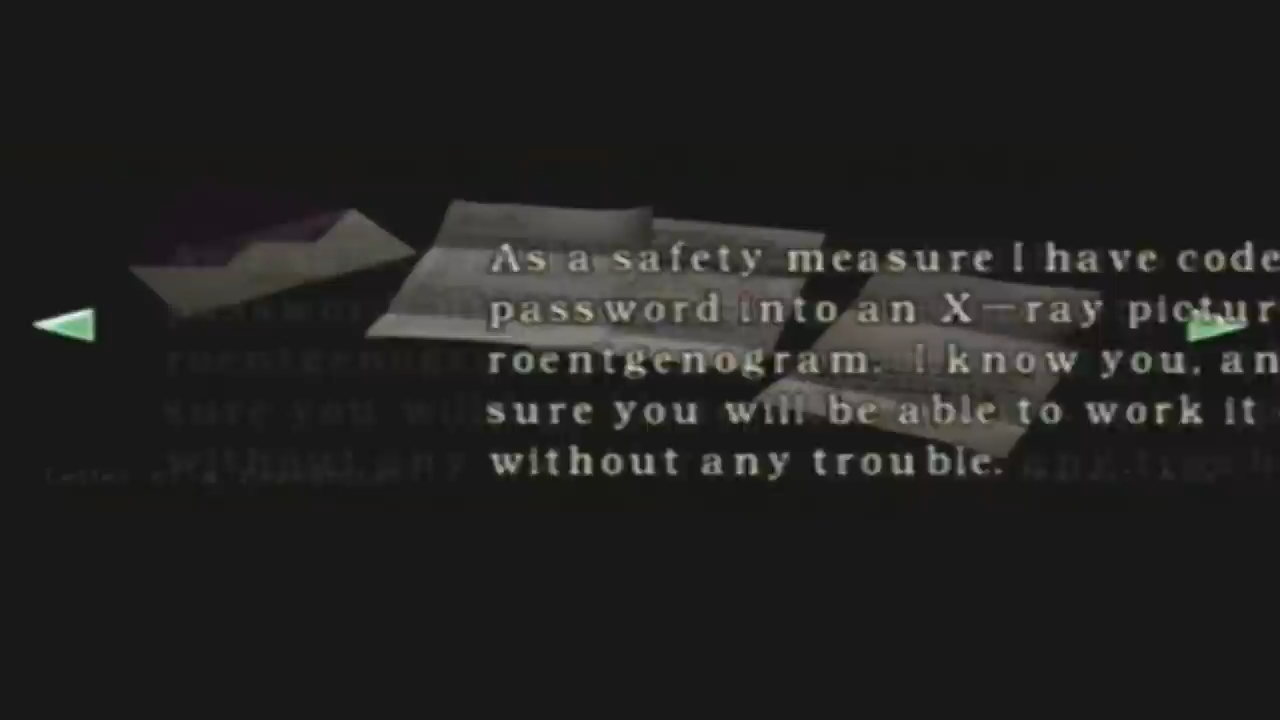 As a safety measure I have code
password into an X-ray pictur
roentgenogram. I know you, an
sure you will be able to work it
without any trouble.